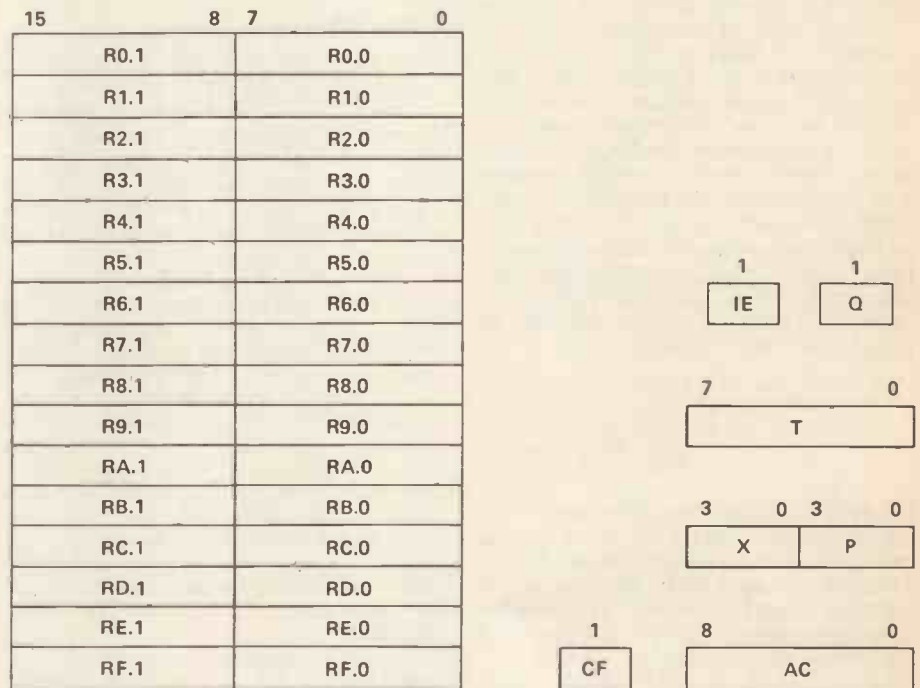 15 8 7 0
R0.1 R0.0
R1.1 R1.0
R2.1 R2.0
R3.1 R3.0
R4.1 R4.0
R5.1 R5.0
R6.1 R6.0
R7.1 R7.0
R8.1 R8.0
R9.1 R9.0
RA.1 RA.0
RB.1 RB.0
RC.1 RC.0
RD.1 RD.0
RE.1 RE.0
RF.1 RF.0
1 1
IE Q
7 0
T
3 0 3 0
X P
1 8 0
CF AC